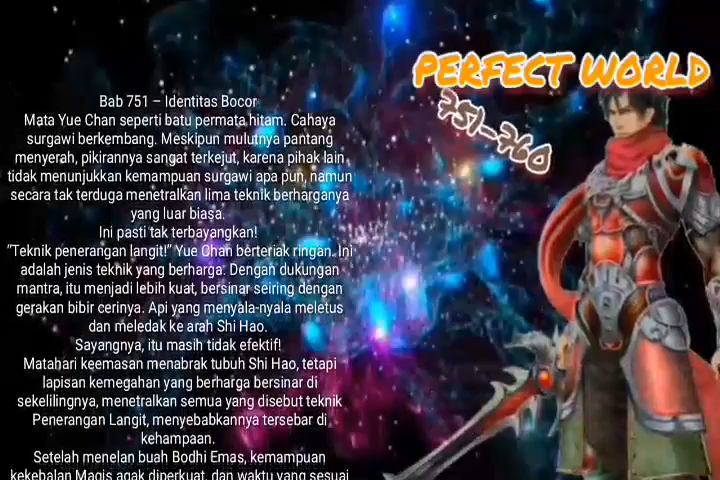 PERFECT WORLD
751-760
Bab 751 – Identitas Bocor
Mata Yue Chan seperti batu permata hitam. Cahaya
surgawi berkembang. Meskipun mulutnya pantang
menyerah, pikirannya sangat terkejut, karena pihak lain
tidak menunjukkan kemampuan surgawi apa pun, namun
secara tak terduga menetralkan lima teknik berharganya
yang luar biasa.
Ini pasti tak terbayangkan!
“Teknik penerangan langit!” Yue Chan berteriak ringan. Ini
adalah jenis teknik yang berharga. Dengan dukungan
mantra, itu menjadi lebih kuat, bersinar seiring dengan
gerakan bibir cerinya. Api yang menyala-nyala meletus
dan meledak ke arah Shi Hao.
Sayangnya, itu masih tidak efektif!
Matahari keemasan menabrak tubuh Shi Hao, tetapi
lapisan kemegahan yang berharga bersinar di
sekelilingnya, menetralkan semua yang disebut teknik
Penerangan Langit, menyebabkannya tersebar di
kehampaan.
Setelah menelan buah Bodhi Emas, kemampuan
kekebalan Magis agak diperkuat, dan waktu yang sesuai